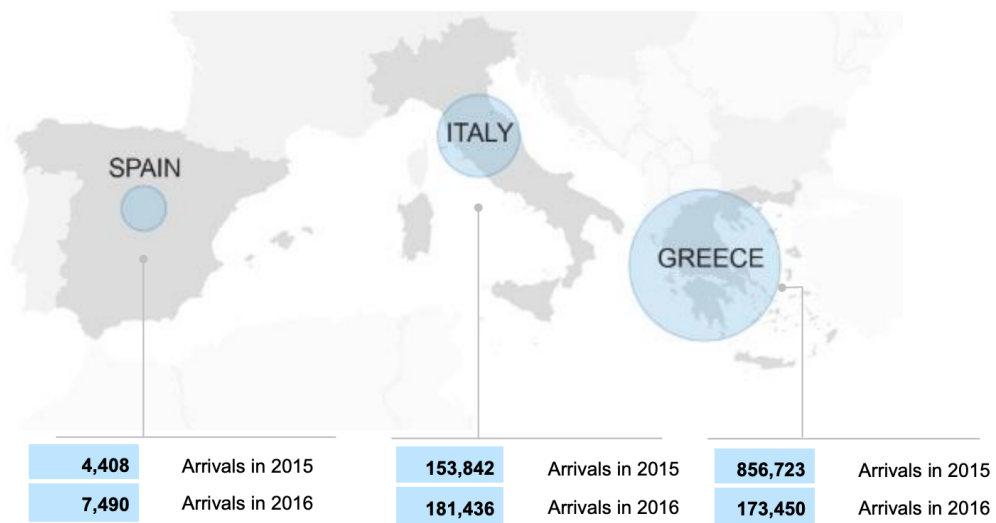 ITALY
SPAIN
GREECE
4,408 Arrivals in 2015
7,490 Arrivals in 2016
153,842 Arrivals in 2015
181,436 Arrivals in 2016
856,723 Arrivals in 2015
173,450 Arrivals in 2016